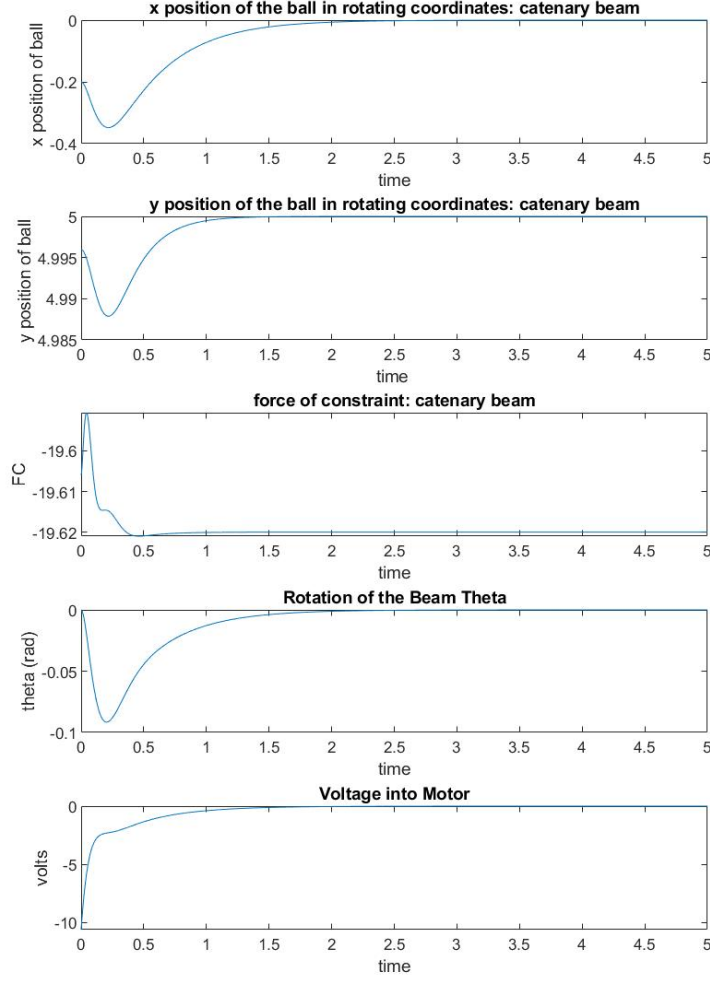 x position of the ball in rotating coordinates: catenary beam
0
-0.2
-0.4
x position of ball
0 0.5 1 1.5 2 2.5 3 3.5 4 4.5 5
time
y position of the ball in rotating coordinates: catenary beam
5
4.995
4.99
4.985
y position of ball
0 0.5 1 1.5 2 2.5 3 3.5 4 4.5 5
time
force of constraint: catenary beam
-19.6
-19.61
-19.62
FC
0 0.5 1 1.5 2 2.5 3 3.5 4 4.5 5
time
Rotation of the Beam Theta
0
-0.05
-0.1
theta (rad)
0 0.5 1 1.5 2 2.5 3 3.5 4 4.5 5
time
Voltage into Motor
0
-5
-10
volts
0 0.5 1 1.5 2 2.5 3 3.5 4 4.5 5
time